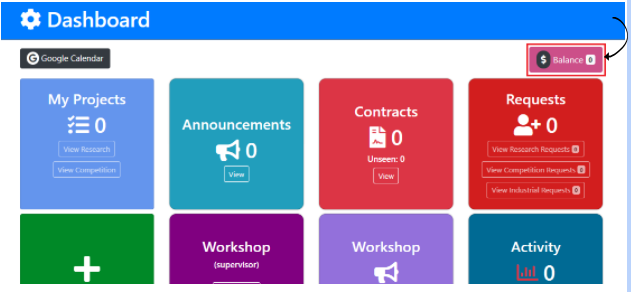 Dashboard
Google Calendar
$ Balance 0
My Projects
0
View Research
View Competition
Announcements
0
View
Contracts
0
Unseen: 0
View
Requests
0
View Research Requests 0
View Competition Requests 0
View Industrial Requests 0
Workshop
(supervisor)
Workshop
Activity
0